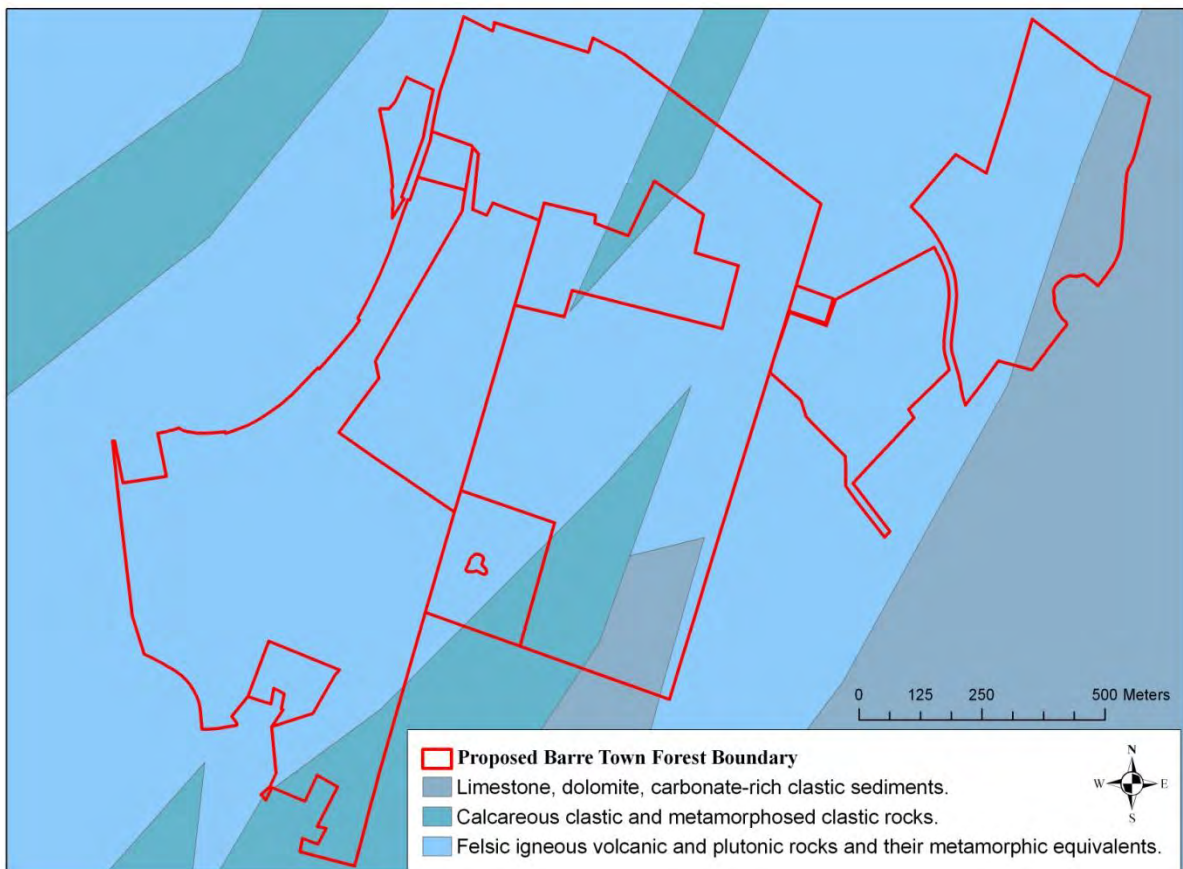 0 125 250 500 Meters
Proposed Barre Town Forest Boundary
Limestone, dolomite, carbonate-rich clastic sediments.
Calcareous clastic and metamorphosed clastic rocks.
Felsic igneous volcanic and plutonic rocks and their metamorphic equivalents.
N
W E
S